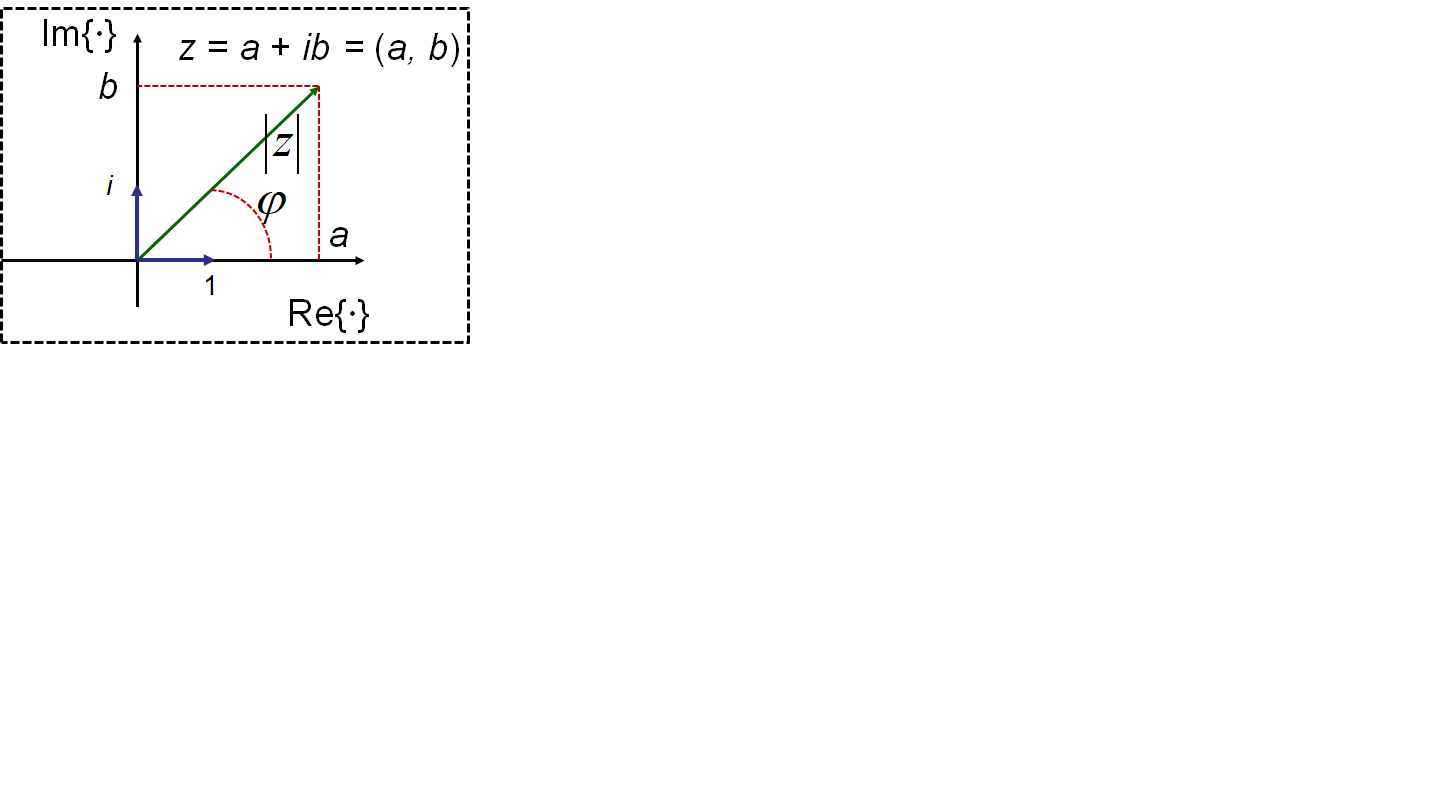 Im{·}
z = a + ib = (a, b)
b
|z|
i
φ
a
1
Re{·}